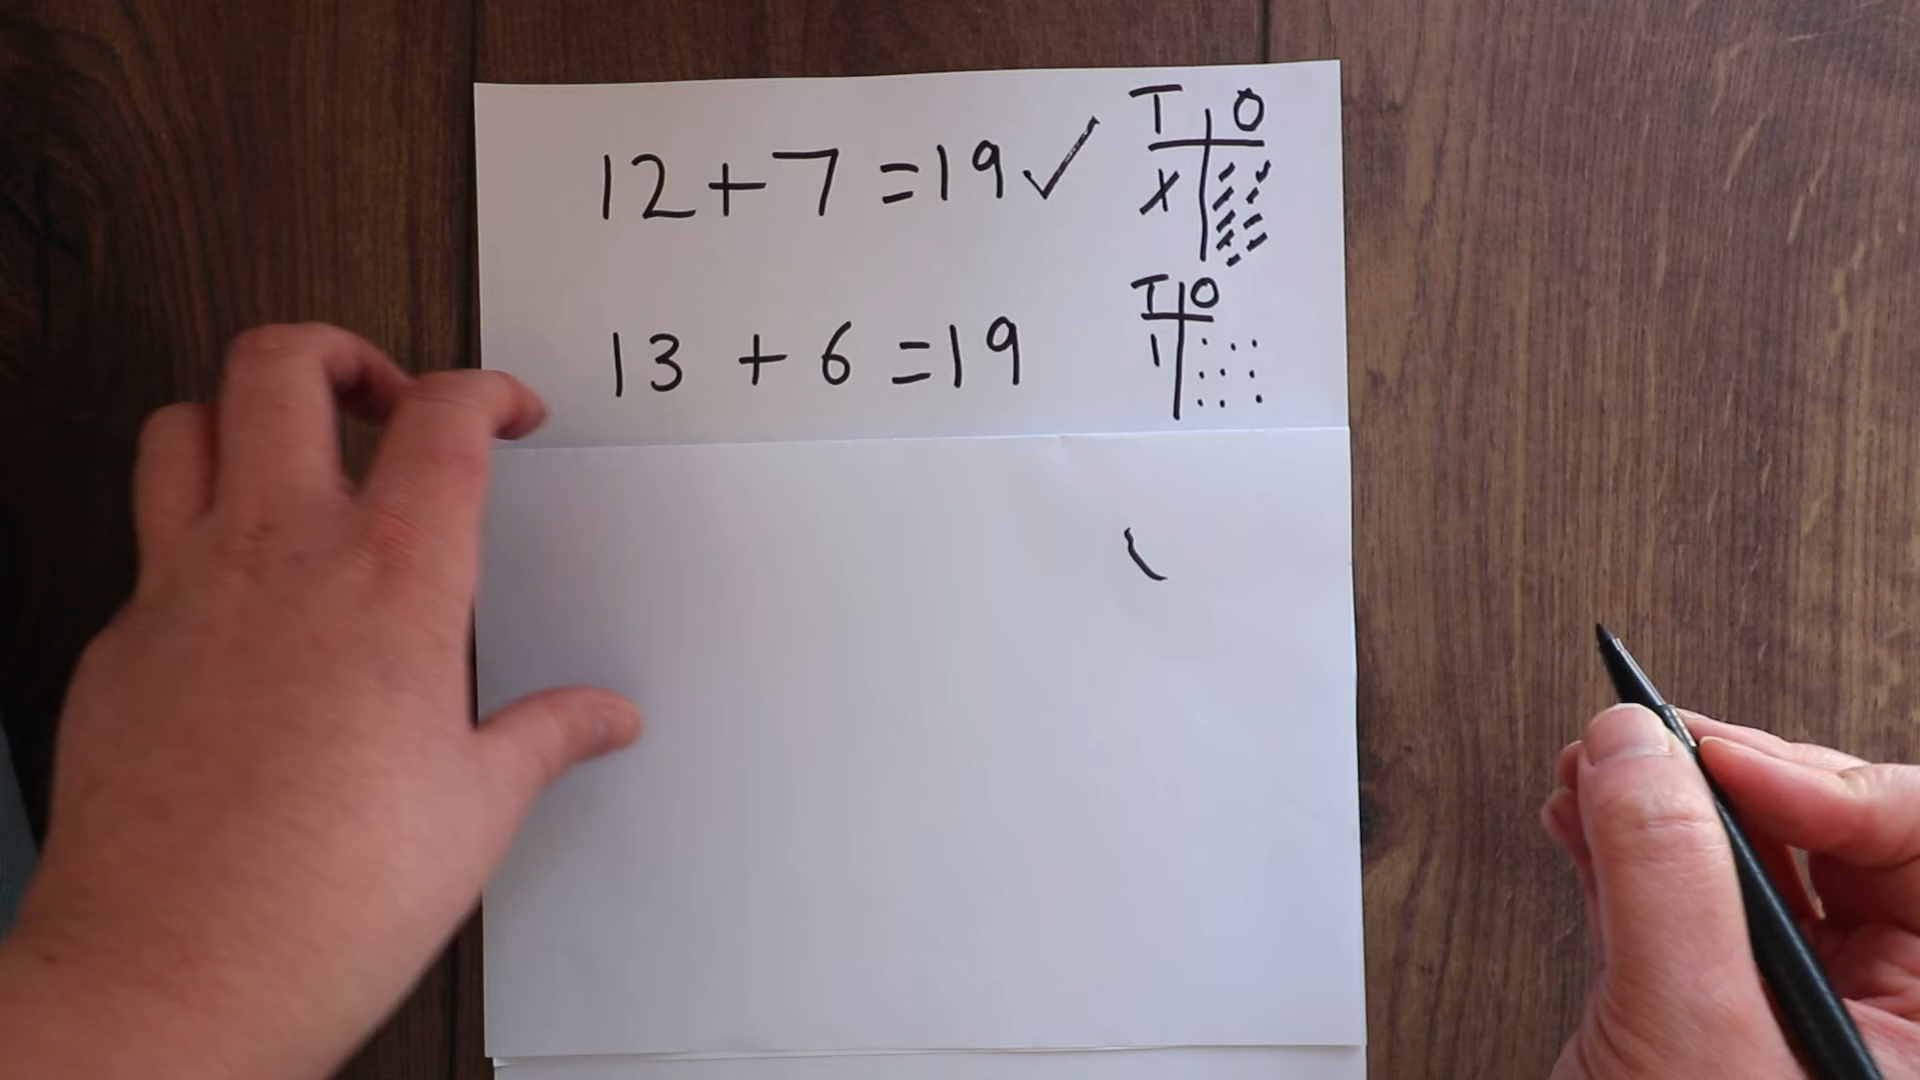 12 + 7 = 19 ✓
T O
13 + 6 = 19
T O
1